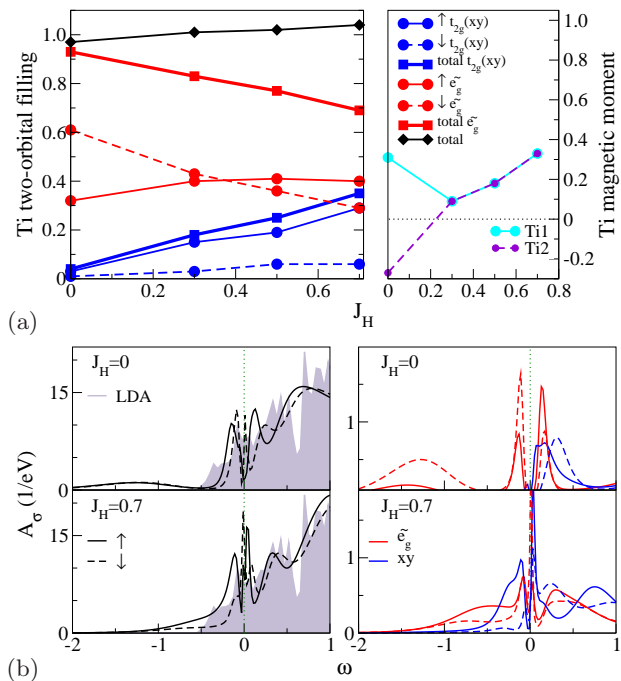 Ti two-orbital filling
1.0
0.8
0.6
0.4
0.2
0.0
0
0.2
0.4
0.6
↑ t2g(xy)
↓ t2g(xy)
total t2g(xy)
↑ ẽg
↓ ẽg
total ẽg
total
Ti1
Ti2
0
0.2
0.4
0.6
0.8
1.0
0.8
0.6
0.4
0.2
0
-0.2
Ti magnetic moment
(a)
JH
JH=0
LDA
15
0
JH=0
1
JH=0.7
↑
↓
15
0
JH=0.7
ẽg
xy
1
0
Aσ (1/eV)
-2
-1
0
1
-2
-1
0
1
(b)
ω